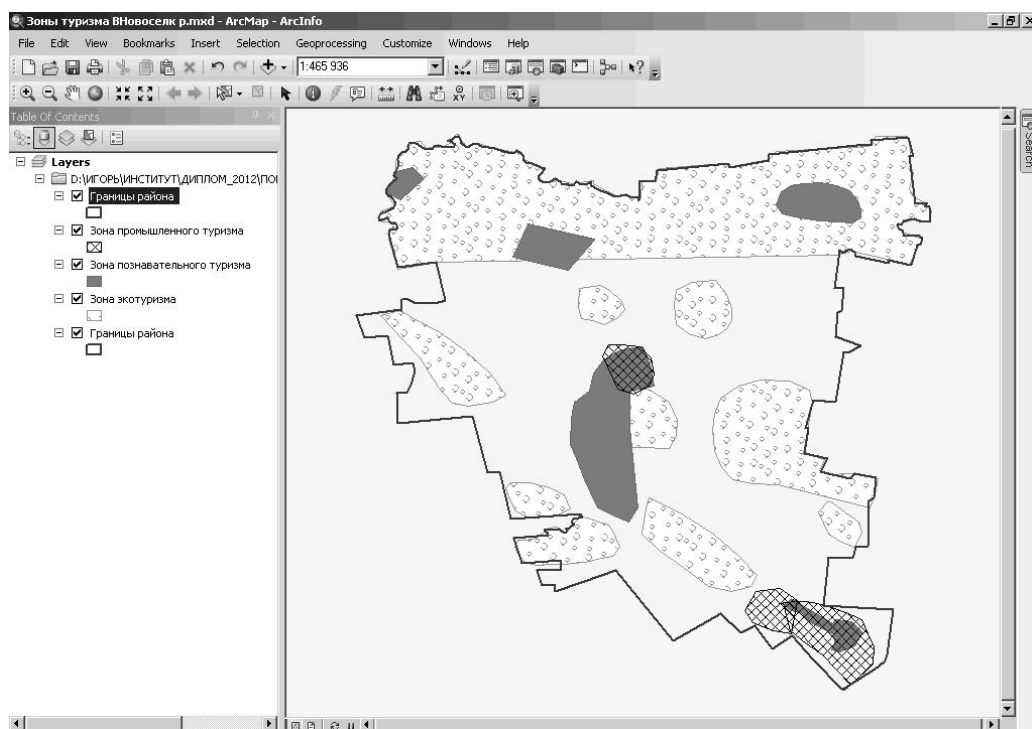 Зоны туризма ВНовоселк р.mxd - ArcMap - ArcInfo
File Edit View Bookmarks Insert Selection Geoprocessing Customize Windows Help
1:465 936
Table Of Contents
Layers
D:\ИГОРЬ\ИНСТИТУТ\ДИПЛОМ_2012\ПОІ
Границы района
Зона промышленного туризма
Зона познавательного туризма
Зона экотуризма
Границы района
Search